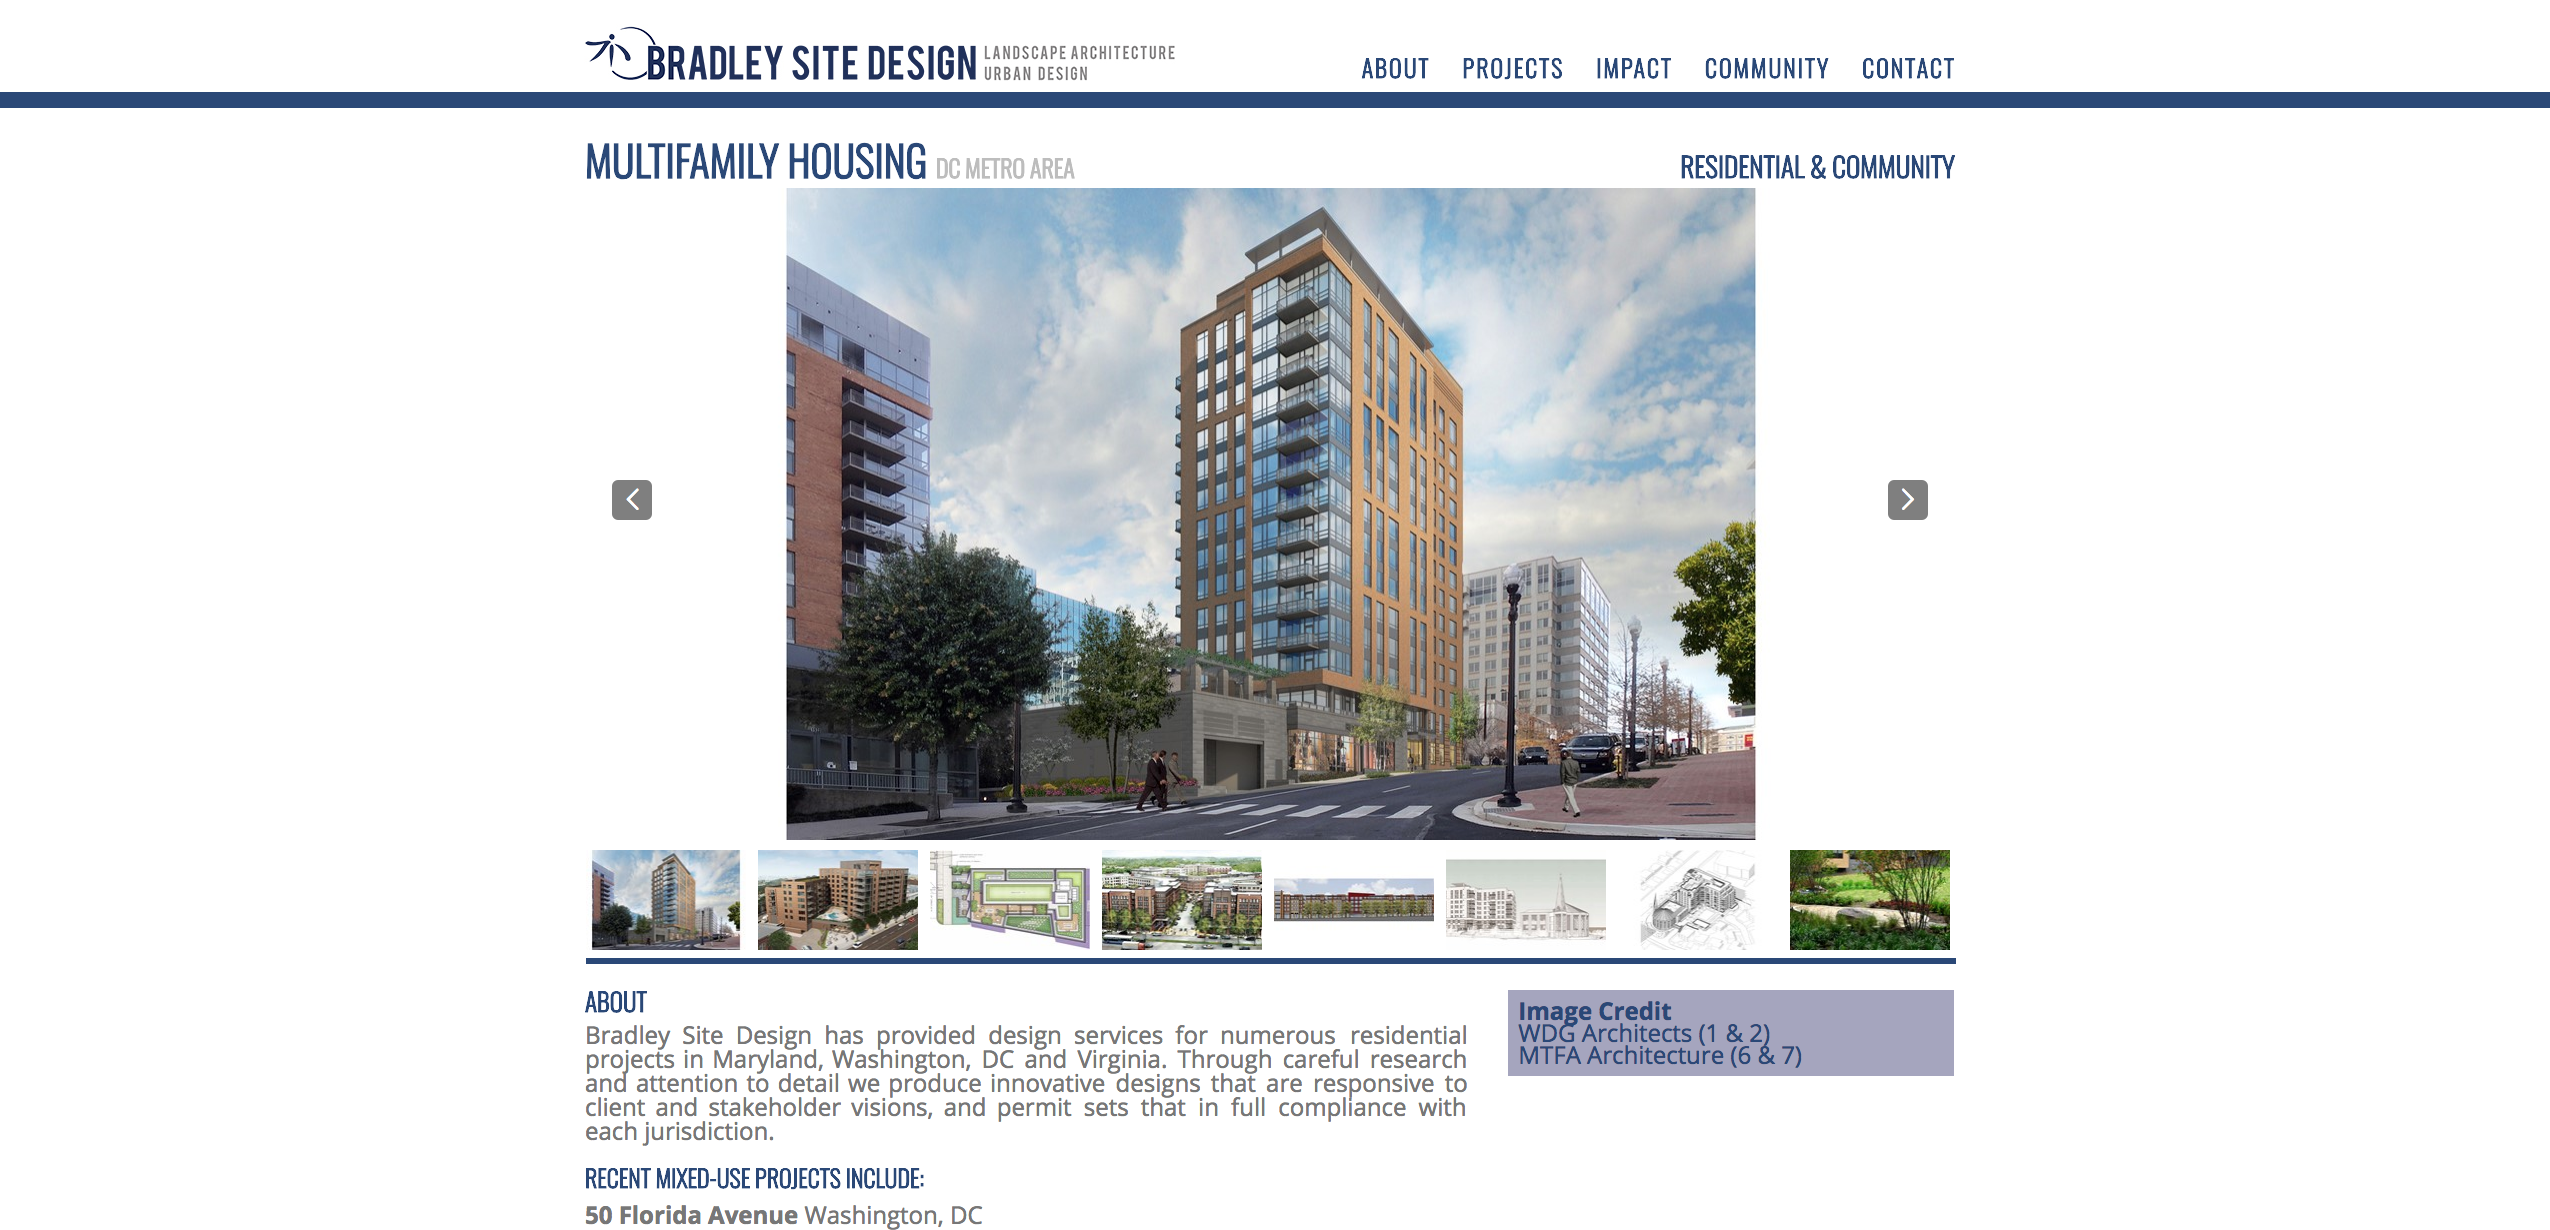 BRADLEY SITE DESIGN
LANDSCAPE ARCHITECTURE
URBAN DESIGN
ABOUT PROJECTS IMPACT COMMUNITY CONTACT
MULTIFAMILY HOUSING DC METRO AREA
RESIDENTIAL & COMMUNITY
ABOUT
Bradley Site Design has provided design services for numerous residential
projects in Maryland, Washington, DC and Virginia. Through careful research
and attention to detail we produce innovative designs that are responsive to
client and stakeholder visions, and permit sets that in full compliance with
each jurisdiction.
RECENT MIXED-USE PROJECTS INCLUDE:
50 Florida Avenue Washington, DC
Image Credit
WDG Architects (1 & 2)
MTFA Architecture (6 & 7)